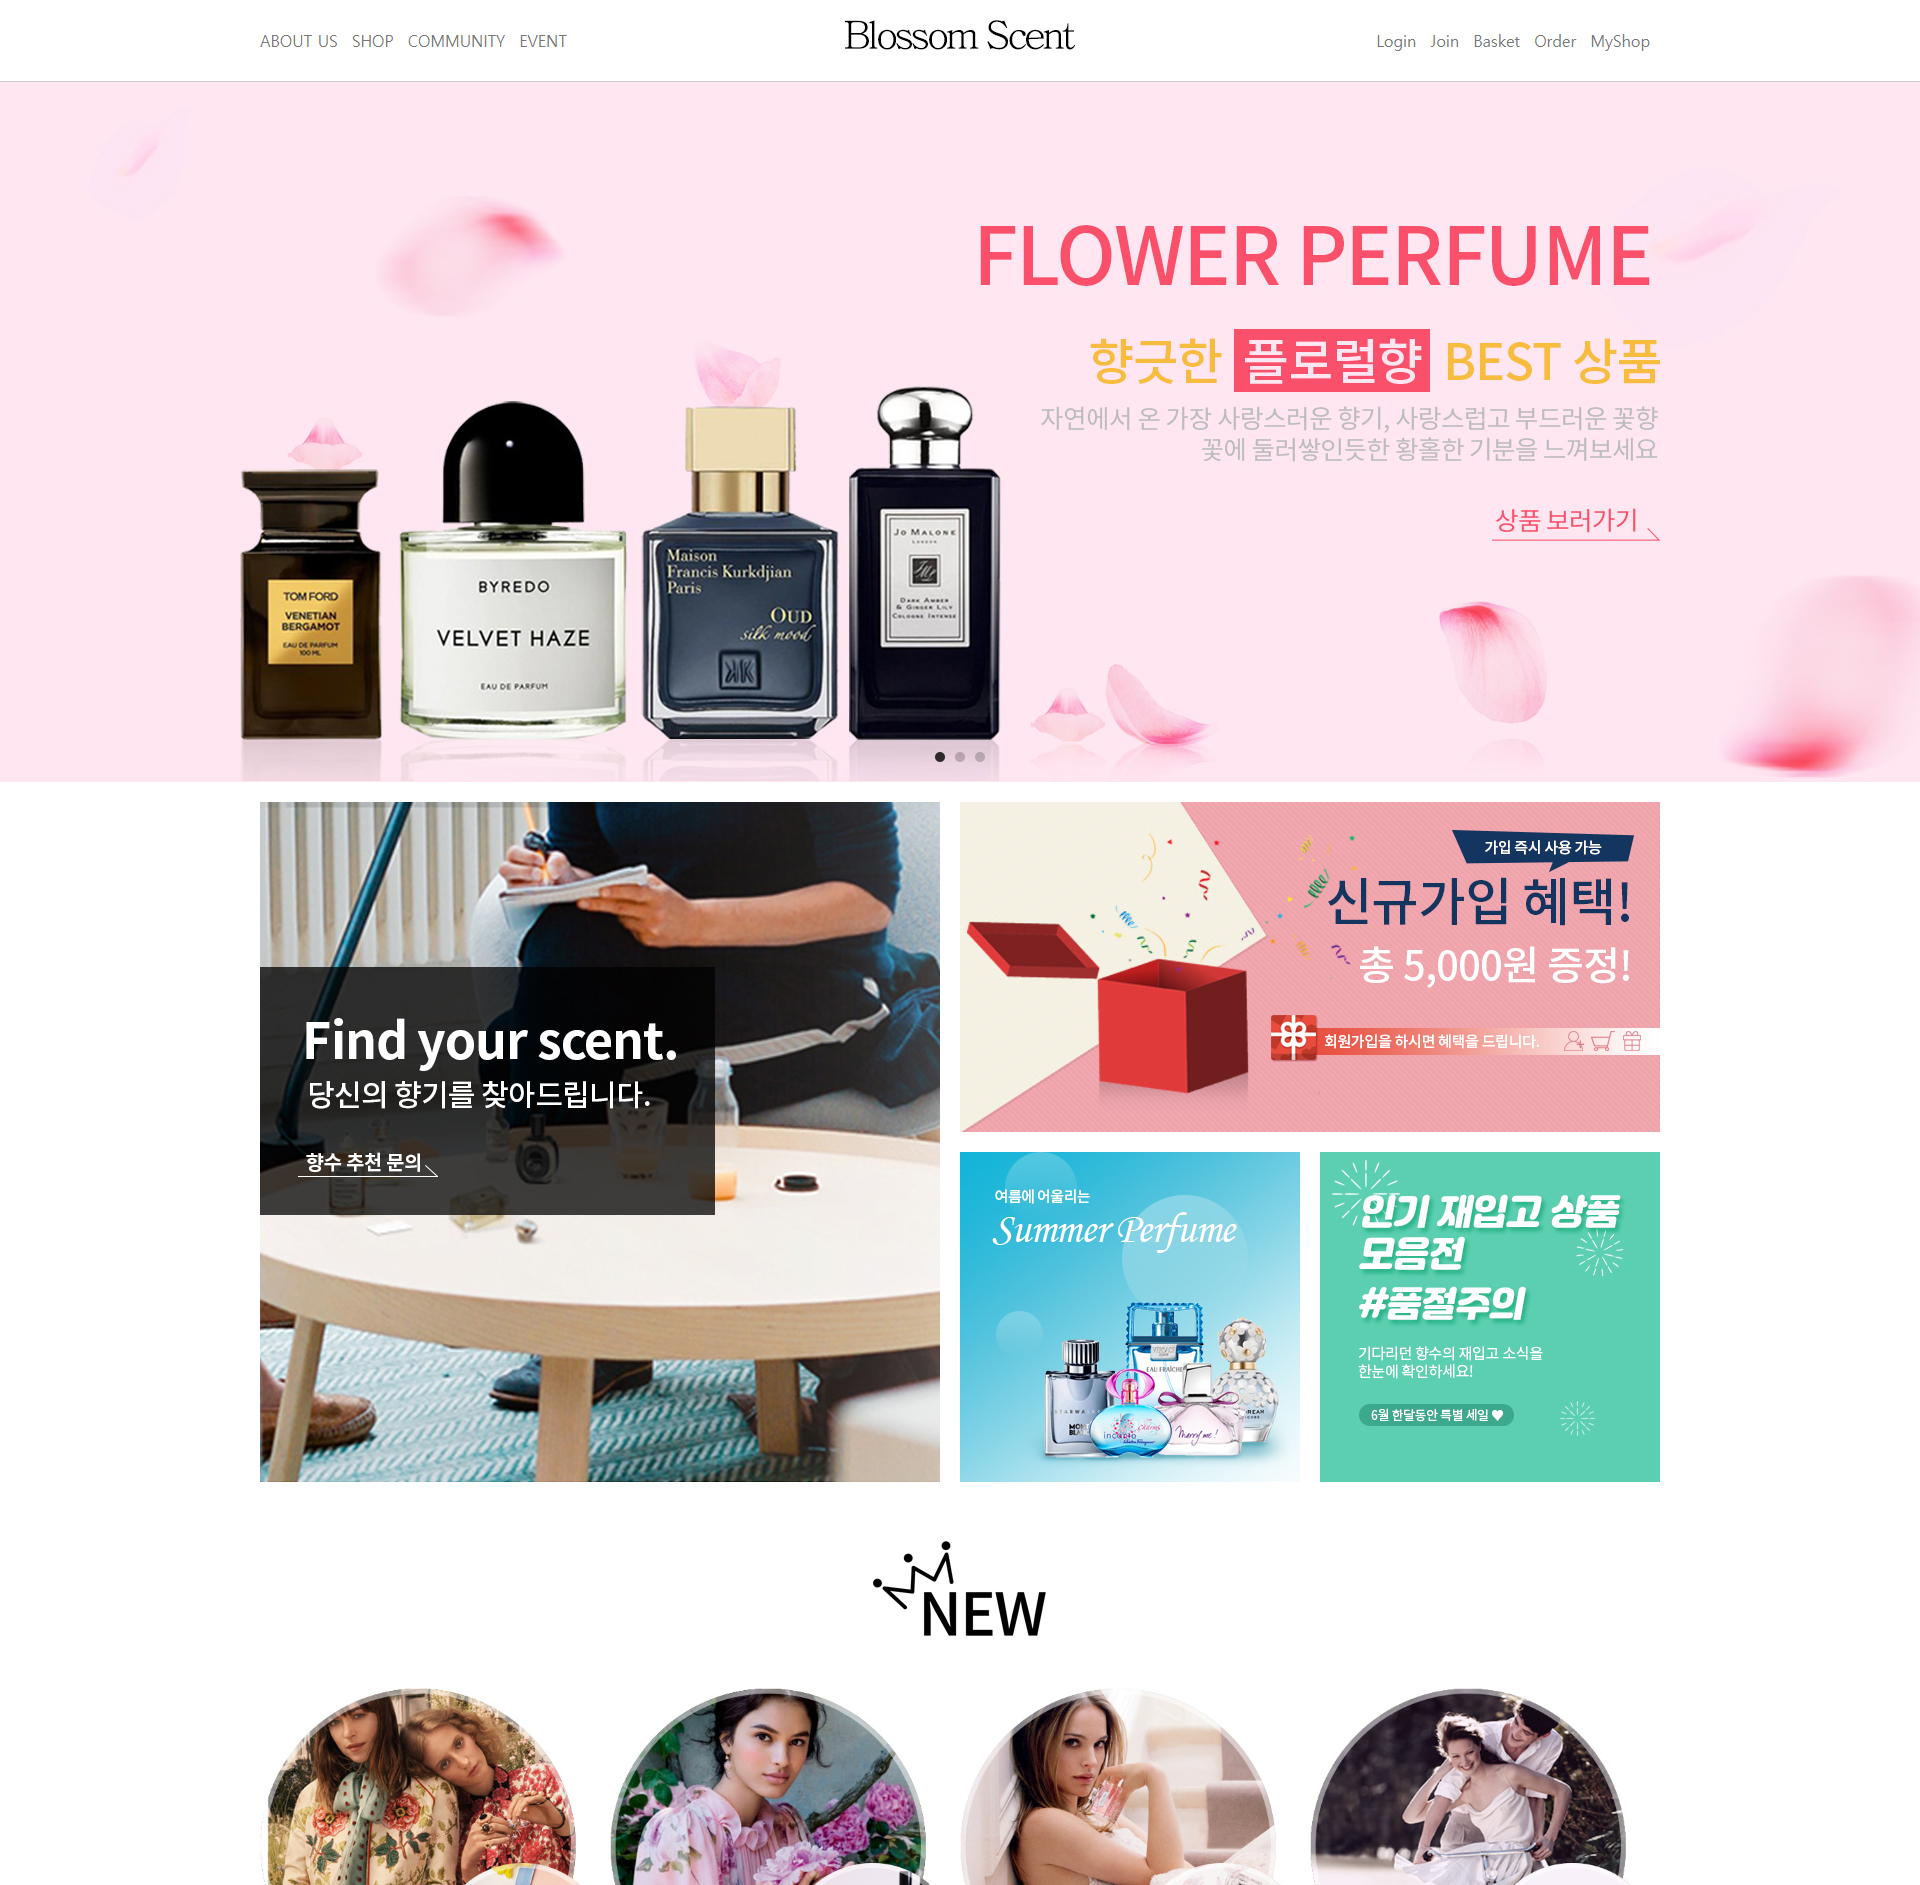 ABOUT US SHOP COMMUNITY EVENT
Blossom Scent
Login Join Basket Order MyShop
FLOWER PERFUME
향긋한 플로럴향 BEST 상품
자연에서 온 가장 사랑스러운 향기, 사랑스럽고 부드러운 꽃향
꽃에 둘러쌓인듯한 황홀한 기분을 느껴보세요
상품 보러가기
TOM FORD
VENETIAN
BERGAMOT
EAU DE PARFUM
100 ML
BYREDO
VELVET HAZE
EAU DE PARFUM
Maison
Francis Kurkdjian
Paris
OUD
silk mood
JO MALONE
LONDON
DARK AMBER
& GINGER LILY
COLOGNE INTENSE
Find your scent.
당신의 향기를 찾아드립니다.
향수 추천 문의
가입 즉시 사용 가능
신규가입 혜택!
총 5,000원 증정!
회원가입을 하시면 혜택을 드립니다.
여름에 어울리는
Summer Perfume
EAU FRAÎCHE
STARWALKER
incanto
Charms
Marry me !
인기 재입고 상품
모음전
#품절주의
기다리던 향수의 재입고 소식을
한눈에 확인하세요!
6월 한달동안 특별 세일 ♥
NEW